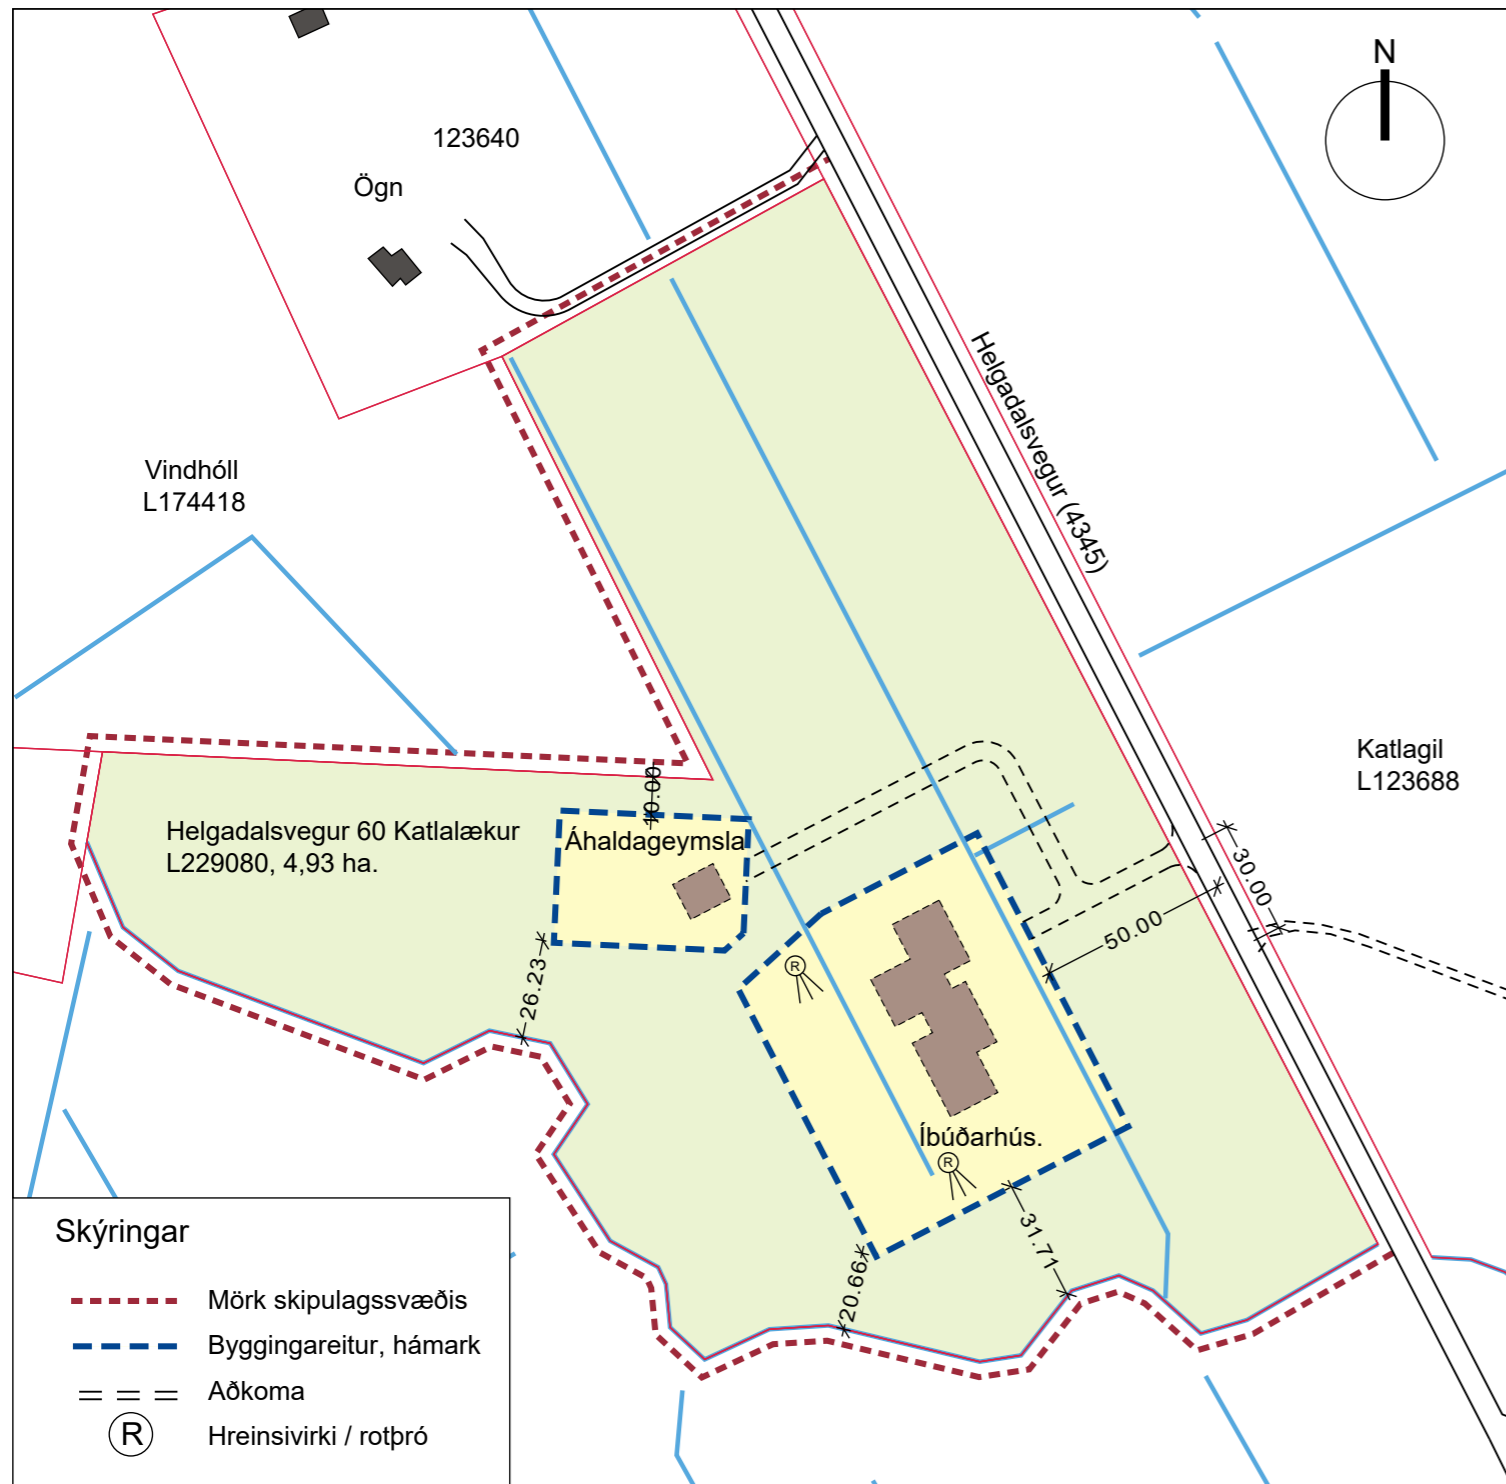 N
123640
Ögn
Helgadalsvegur (4345)
Vindhóll
L174418
Katlagil
L123688
10.00
Helgadalsvegur 60 Katlalækur
L229080, 4,93 ha.
Áhaldageymsla
30.00
50.00
26.23
R
Íbúðarhús.
R
31.71
20.66
Skýringar
Mörk skipulagssvæðis
Byggingareitur, hámark
Aðkoma
R Hreinsivirki / rotþró